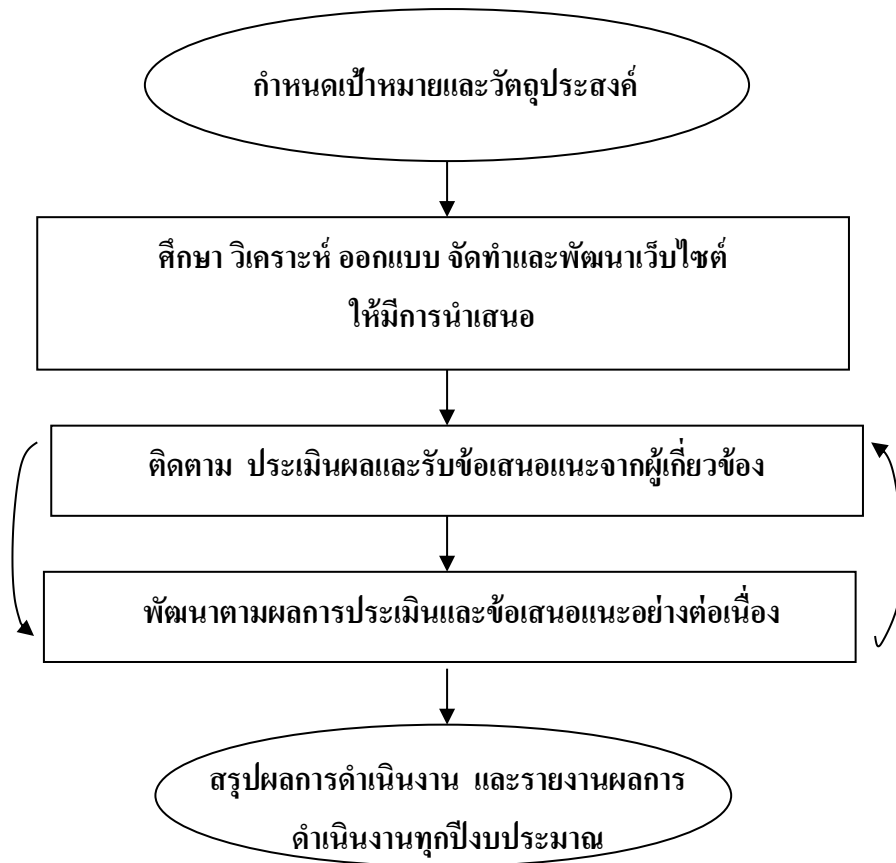 กำหนดเป้าหมายและวัตถุประสงค์
ศึกษา วิเคราะห์ ออกแบบ จัดทำและพัฒนาเว็บไซต์
ให้มีการนำเสนอ
ติดตาม ประเมินผลและรับข้อเสนอแนะจากผู้เกี่ยวข้อง
พัฒนาตามผลการประเมินและข้อเสนอแนะอย่างต่อเนื่อง
สรุปผลการดำเนินงาน และรายงานผลการ
ดำเนินงานทุกปีงบประมาณ